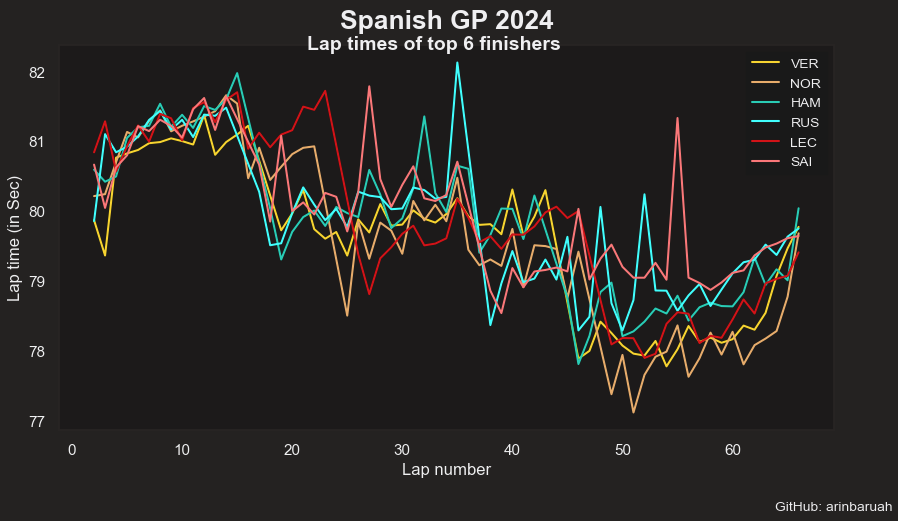 Spanish GP 2024
Lap times of top 6 finishers
VER
NOR
HAM
RUS
LEC
SAI
Lap time (in Sec)
82
81
80
79
78
77
0 10 20 30 40 50 60
Lap number
GitHub: arinbaruah